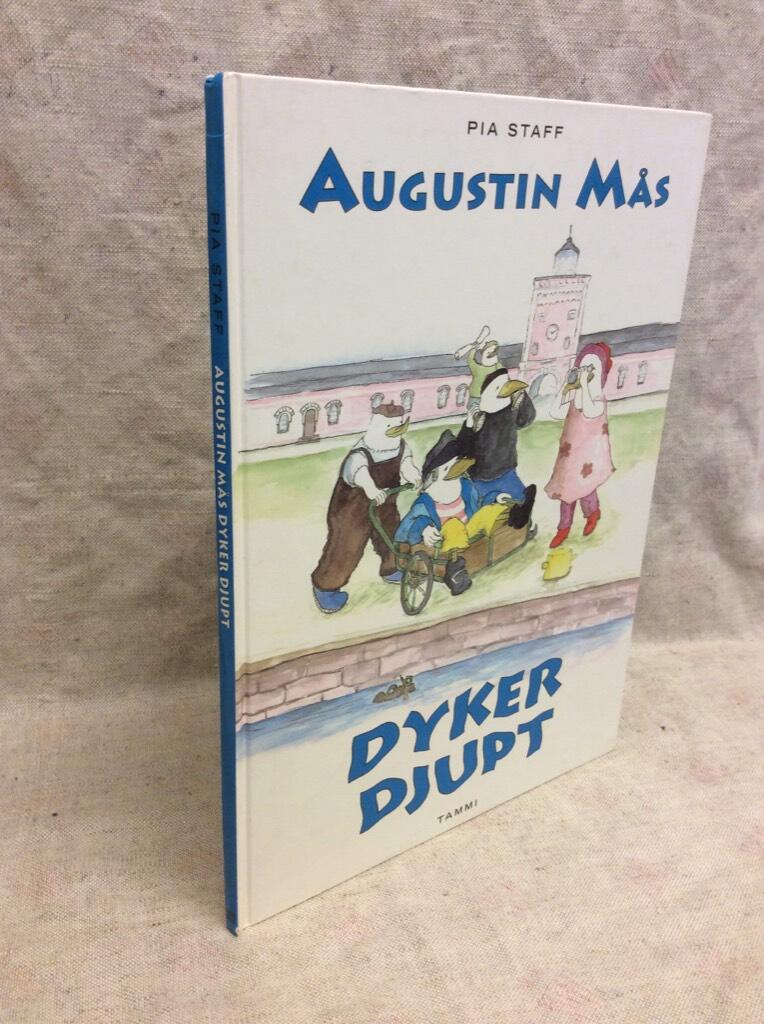 PIA STAFF
AUGUSTIN MÅS
DYKER
DJUPT
TAMMI
PIA STAFF AUGUSTIN MÅS DYKER DJUPT